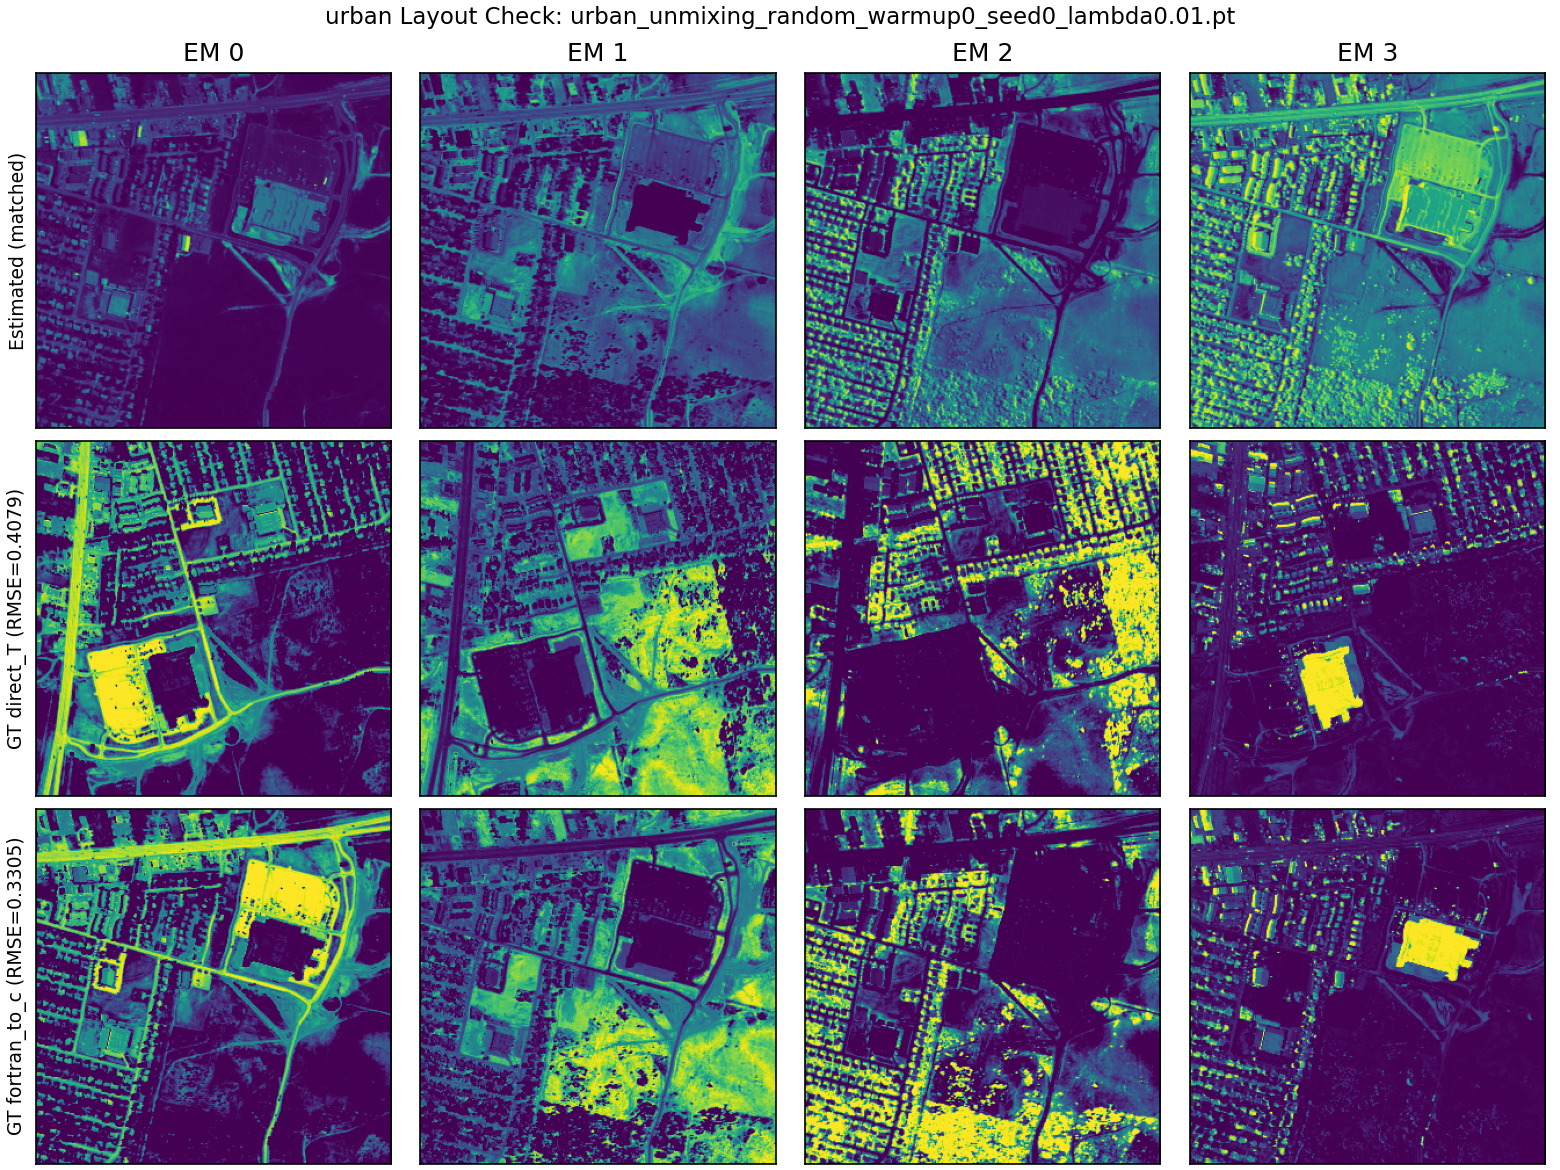 urban Layout Check: urban_unmixing_random_warmup0_seed0_lambda0.01.pt
EM 0
EM 1
EM 2
EM 3
Estimated (matched)
GT direct_T (RMSE=0.4079)
GT fortran_to_c (RMSE=0.3305)